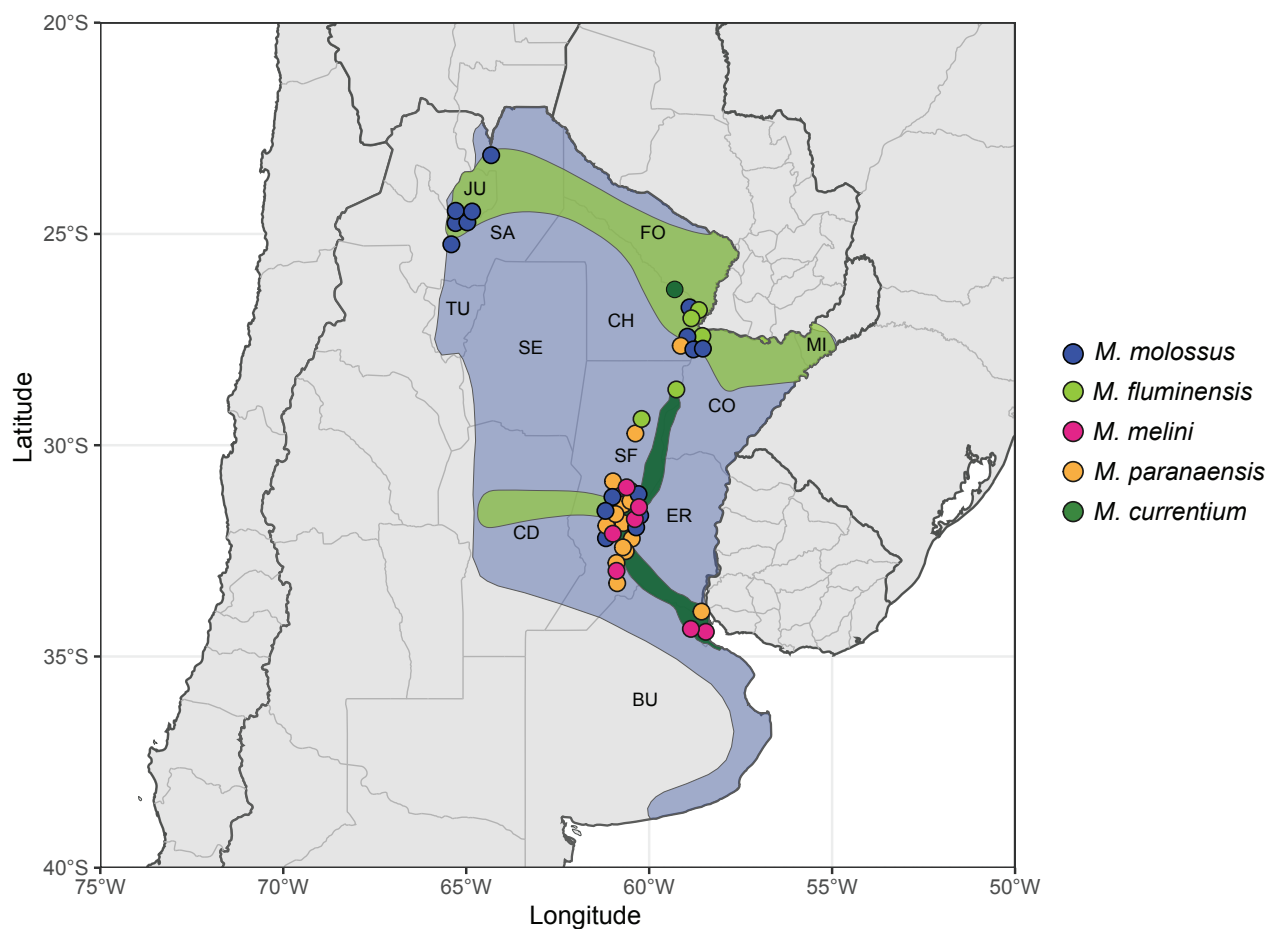 20°S
25°S
30°S
35°S
40°S
Latitude
75°W 70°W 65°W 60°W 55°W 50°W
Longitude
JU
SA
FO
TU
CH
SE
MI
CO
SF
CD
ER
BU
M. molossus
M. fluminensis
M. melini
M. paranaensis
M. currentium